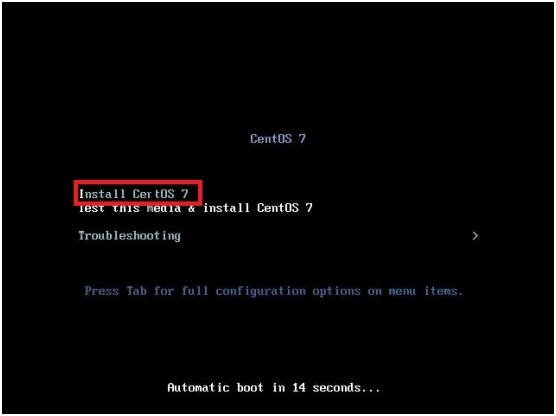 CentOS 7
Install CentOS 7
Test this media & install CentOS 7
Troubleshooting >
Press Tab for full configuration options on menu items.
Automatic boot in 14 seconds...